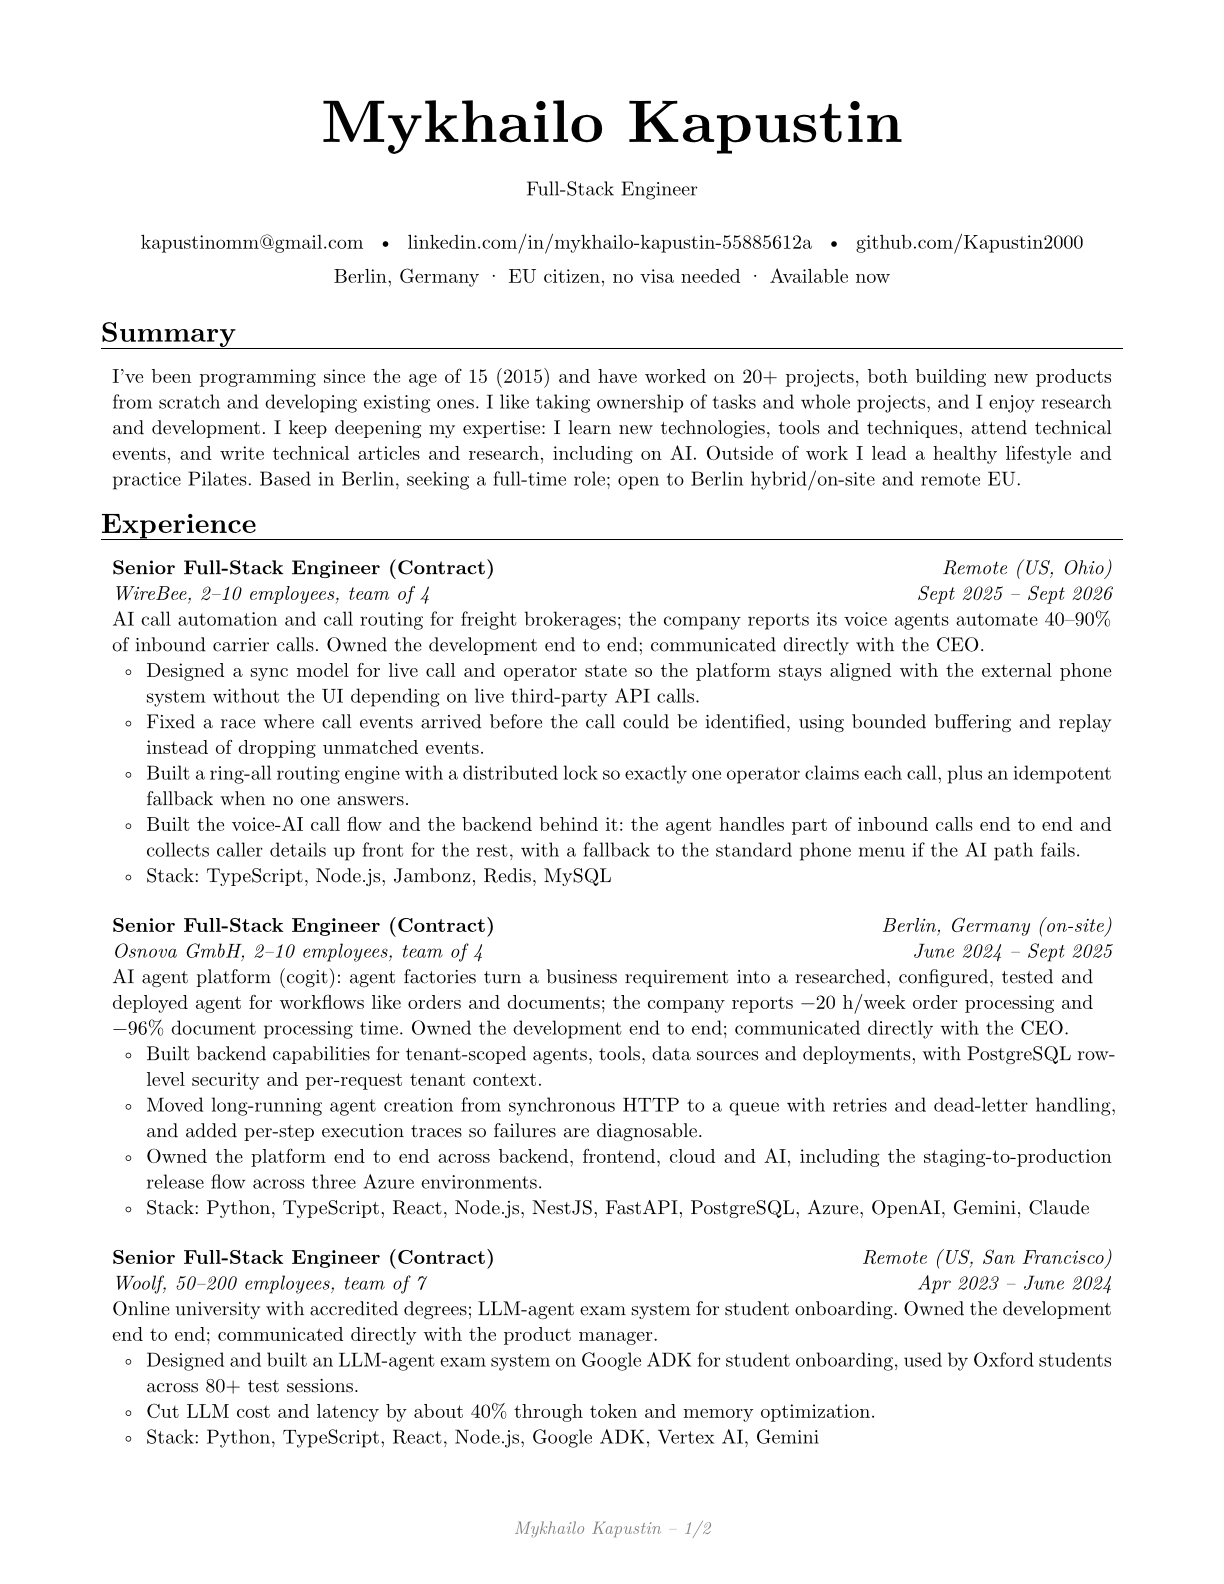 Mykhailo Kapustin
Full-Stack Engineer
kapustinomm@gmail.com • linkedin.com/in/mykhailo-kapustin-55885612a • github.com/Kapustin2000
Berlin, Germany · EU citizen, no visa needed · Available now
Summary
I've been programming since the age of 15 (2015) and have worked on 20+ projects, both building new products
from scratch and developing existing ones. I like taking ownership of tasks and whole projects, and I enjoy research
and development. I keep deepening my expertise: I learn new technologies, tools and techniques, attend technical
events, and write technical articles and research, including on AI. Outside of work I lead a healthy lifestyle and
practice Pilates. Based in Berlin, seeking a full-time role; open to Berlin hybrid/on-site and remote EU.
Experience
Senior Full-Stack Engineer (Contract) Remote (US, Ohio)
WireBee, 2–10 employees, team of 4 Sept 2025 – Sept 2026
AI call automation and call routing for freight brokerages; the company reports its voice agents automate 40–90%
of inbound carrier calls. Owned the development end to end; communicated directly with the CEO.
◦ Designed a sync model for live call and operator state so the platform stays aligned with the external phone
system without the UI depending on live third-party API calls.
◦ Fixed a race where call events arrived before the call could be identified, using bounded buffering and replay
instead of dropping unmatched events.
◦ Built a ring-all routing engine with a distributed lock so exactly one operator claims each call, plus an idempotent
fallback when no one answers.
◦ Built the voice-AI call flow and the backend behind it: the agent handles part of inbound calls end to end and
collects caller details up front for the rest, with a fallback to the standard phone menu if the AI path fails.
◦ Stack: TypeScript, Node.js, Jambonz, Redis, MySQL
Senior Full-Stack Engineer (Contract) Berlin, Germany (on-site)
Osnova GmbH, 2–10 employees, team of 4 June 2024 – Sept 2025
AI agent platform (cogit): agent factories turn a business requirement into a researched, configured, tested and
deployed agent for workflows like orders and documents; the company reports −20 h/week order processing and
−96% document processing time. Owned the development end to end; communicated directly with the CEO.
◦ Built backend capabilities for tenant-scoped agents, tools, data sources and deployments, with PostgreSQL row-
level security and per-request tenant context.
◦ Moved long-running agent creation from synchronous HTTP to a queue with retries and dead-letter handling,
and added per-step execution traces so failures are diagnosable.
◦ Owned the platform end to end across backend, frontend, cloud and AI, including the staging-to-production
release flow across three Azure environments.
◦ Stack: Python, TypeScript, React, Node.js, NestJS, FastAPI, PostgreSQL, Azure, OpenAI, Gemini, Claude
Senior Full-Stack Engineer (Contract) Remote (US, San Francisco)
Woolf, 50–200 employees, team of 7 Apr 2023 – June 2024
Online university with accredited degrees; LLM-agent exam system for student onboarding. Owned the development
end to end; communicated directly with the product manager.
◦ Designed and built an LLM-agent exam system on Google ADK for student onboarding, used by Oxford students
across 80+ test sessions.
◦ Cut LLM cost and latency by about 40% through token and memory optimization.
◦ Stack: Python, TypeScript, React, Node.js, Google ADK, Vertex AI, Gemini
Mykhailo Kapustin – 1/2